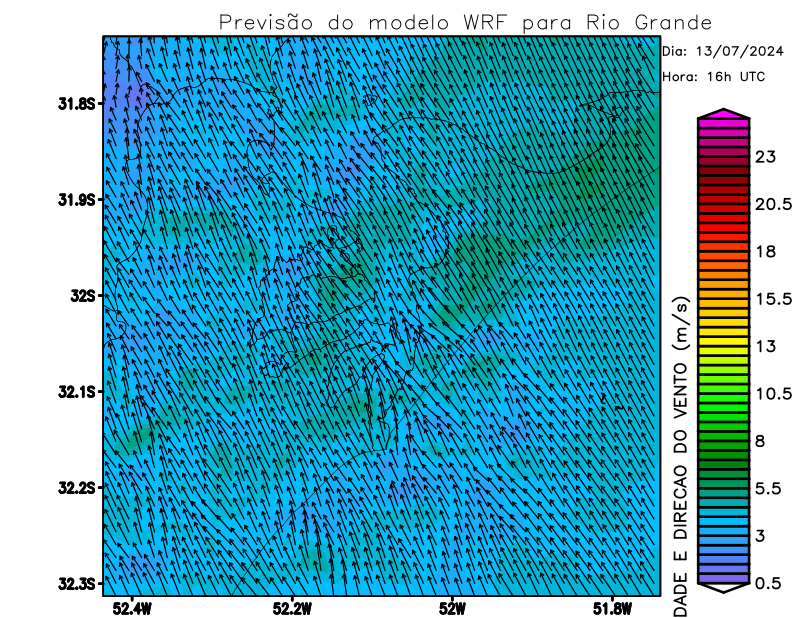 Previsão do modelo WRF para Rio Grande
Dia: 13/07/2024
Hora: 16h UTC
31.8S
31.9S
32S
32.1S
32.2S
32.3S
52.4W
52.2W
52W
51.8W
23
20.5
18
15.5
13
10.5
8
5.5
3
0.5
DADE E DIRECAO DO VENTO (m/s)